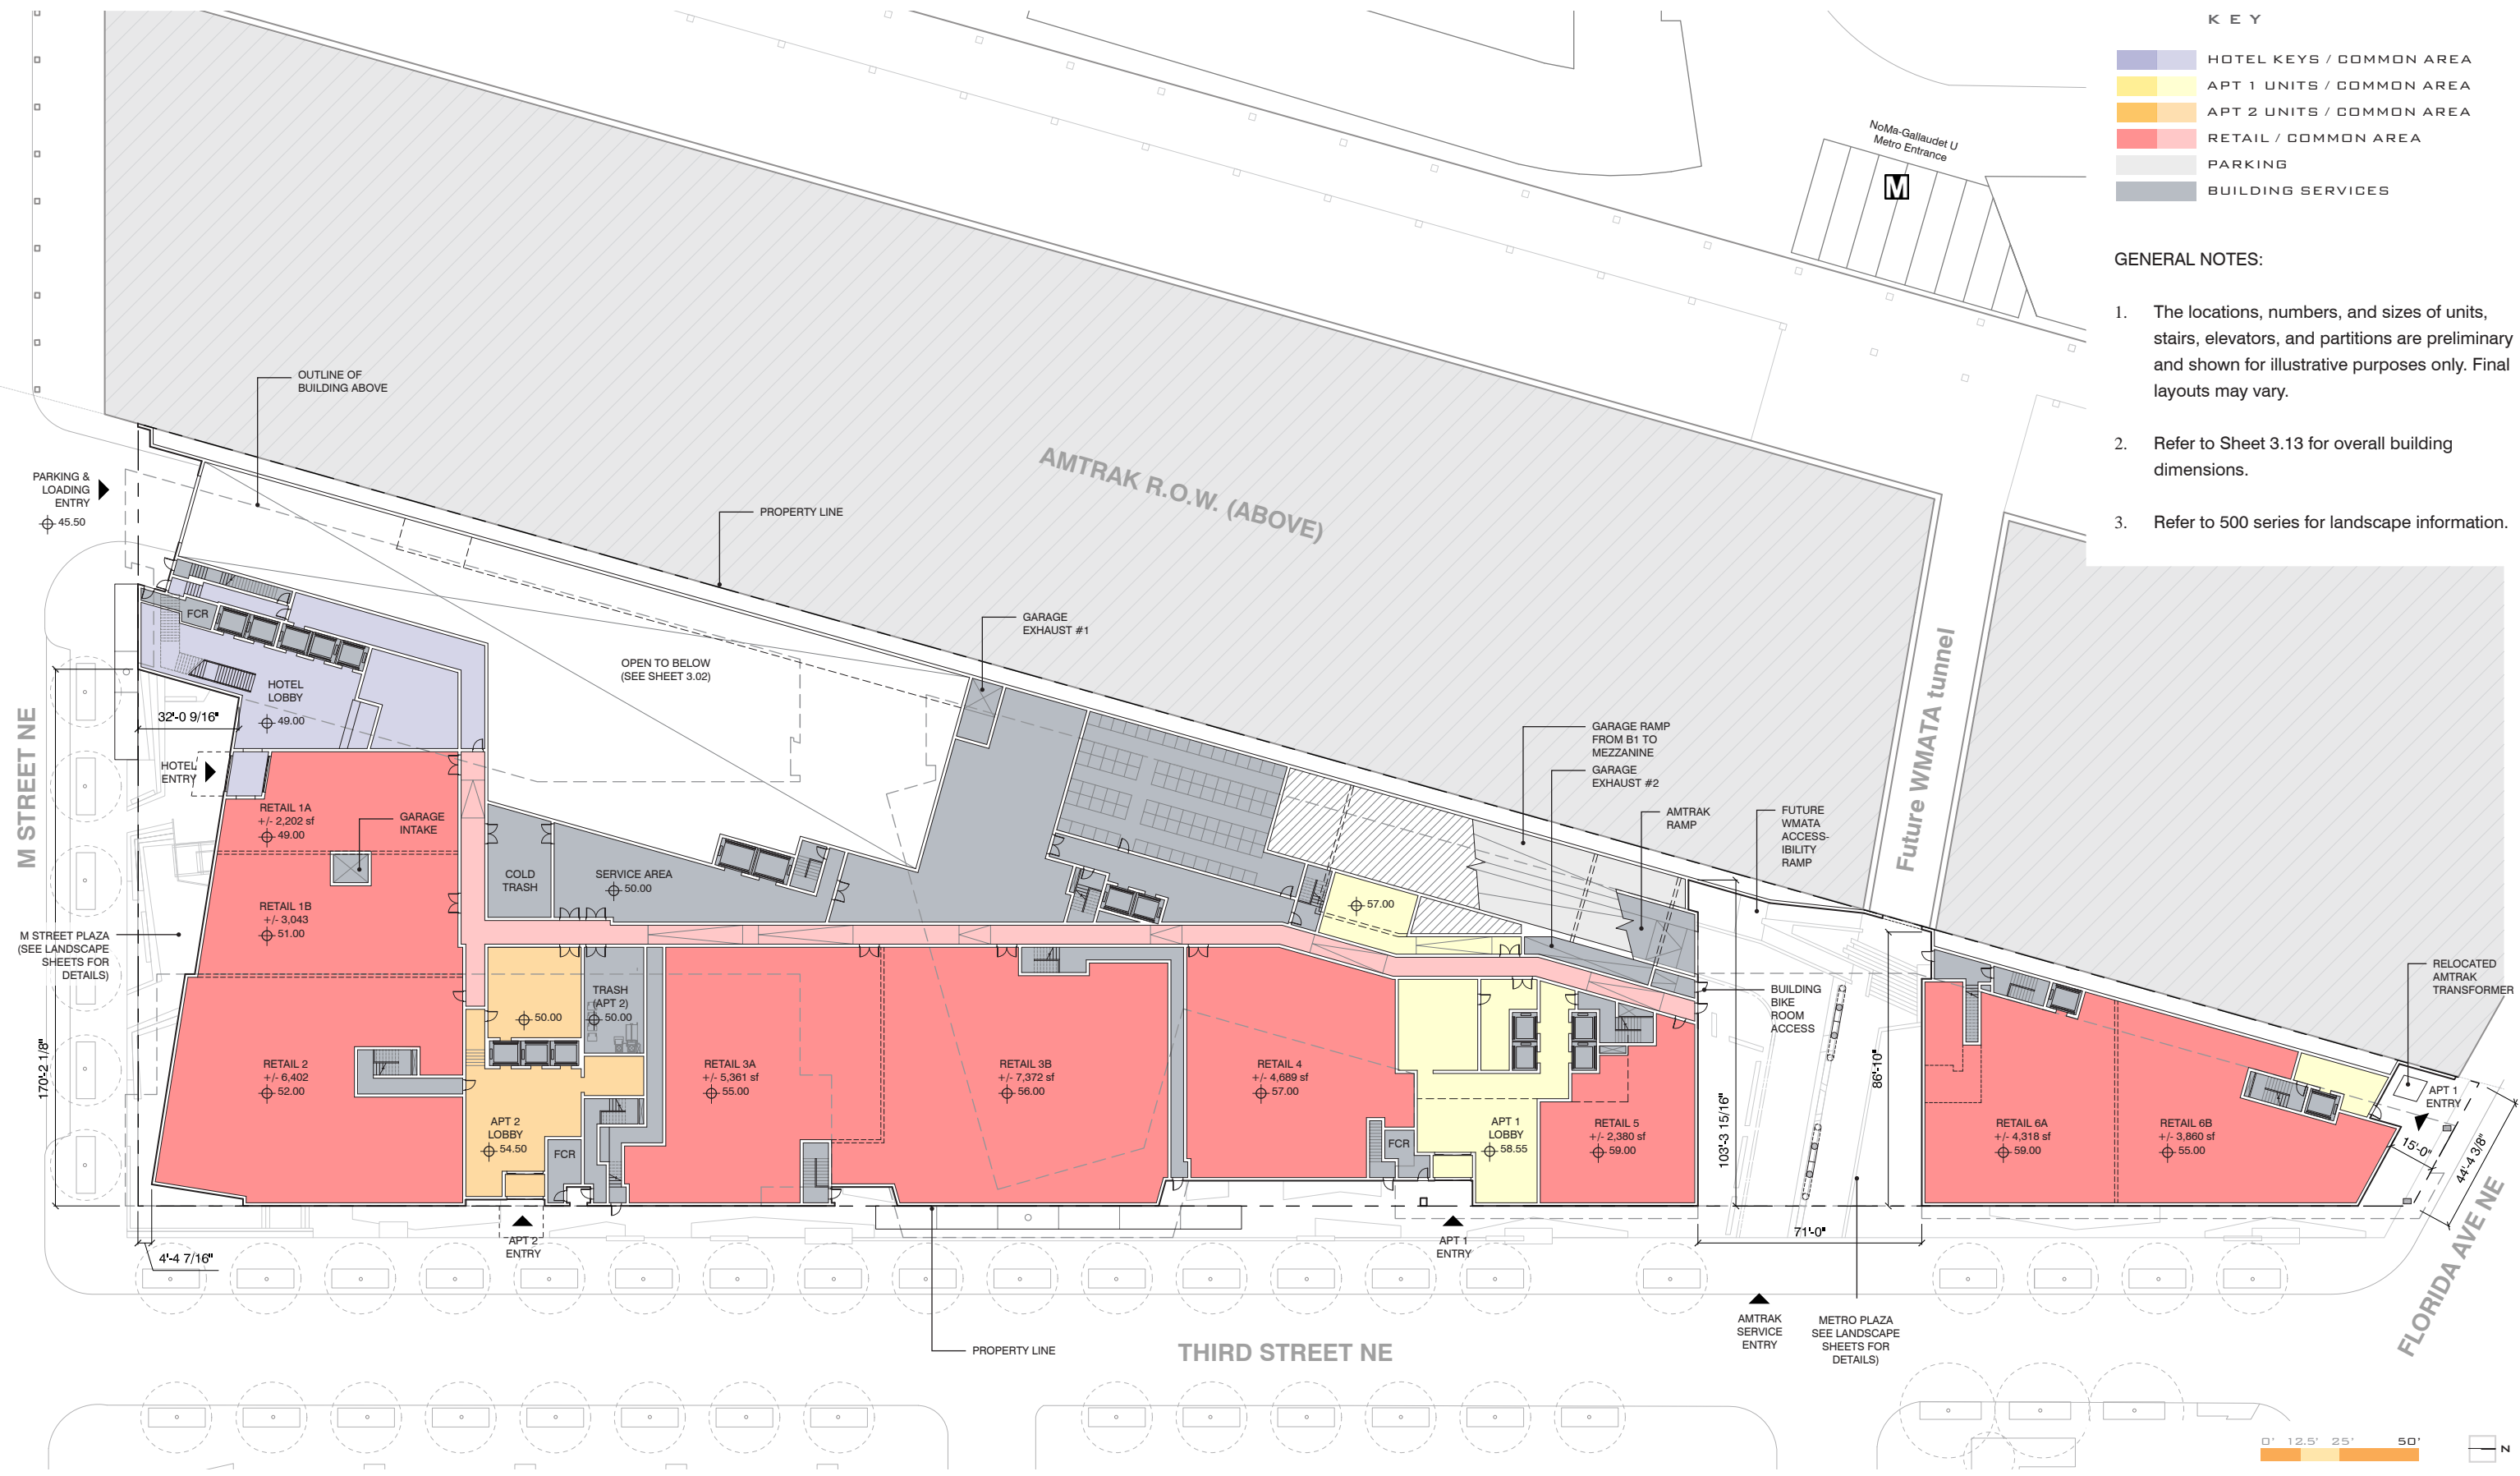 KEY
HOTEL KEYS / COMMON AREA
APT 1 UNITS / COMMON AREA
APT 2 UNITS / COMMON AREA
RETAIL / COMMON AREA
PARKING
BUILDING SERVICES
GENERAL NOTES:
1. The locations, numbers, and sizes of units,
stairs, elevators, and partitions are preliminary
and shown for illustrative purposes only. Final
layouts may vary.
2. Refer to Sheet 3.13 for overall building
dimensions.
3. Refer to 500 series for landscape information.
NoMa-Gallaudet U
Metro Entrance
M
OUTLINE OF
BUILDING ABOVE
PARKING &
LOADING
ENTRY
45.50
PROPERTY LINE
AMTRAK R.O.W. (ABOVE)
Future WMATA tunnel
GARAGE
EXHAUST #1
OPEN TO BELOW
(SEE SHEET 3.02)
FCR
HOTEL
LOBBY
49.00
32'-0 9/16"
HOTEL
ENTRY
M STREET NE
RETAIL 1A
+/- 2,202 sf
49.00
GARAGE
INTAKE
RETAIL 1B
+/- 3,043
51.00
M STREET PLAZA
(SEE LANDSCAPE
SHEETS FOR
DETAILS)
170'-2 1/8"
RETAIL 2
+/- 6,402
52.00
4'-4 7/16"
COLD
TRASH
SERVICE AREA
50.00
50.00
TRASH
(APT 2)
50.00
APT 2
LOBBY
54.50
FCR
APT 2
ENTRY
RETAIL 3A
+/- 5,361 sf
55.00
RETAIL 3B
+/- 7,372 sf
56.00
RETAIL 4
+/- 4,689 sf
57.00
FCR
57.00
GARAGE RAMP
FROM B1 TO
MEZZANINE
GARAGE
EXHAUST #2
AMTRAK
RAMP
FUTURE
WMATA
ACCESS-
IBILITY
RAMP
APT 1
LOBBY
58.55
APT 1
ENTRY
RETAIL 5
+/- 2,380 sf
59.00
BUILDING
BIKE
ROOM
ACCESS
103'-3 15/16"
86'-10"
71'-0"
RETAIL 6A
+/- 4,318 sf
59.00
RETAIL 6B
+/- 3,860 sf
55.00
RELOCATED
AMTRAK
TRANSFORMER
APT 1
ENTRY
15'-0"
44'-4 3/8"
FLORIDA AVE NE
AMTRAK
SERVICE
ENTRY
METRO PLAZA
SEE LANDSCAPE
SHEETS FOR
DETAILS)
PROPERTY LINE
THIRD STREET NE
0' 12.5' 25' 50'
N